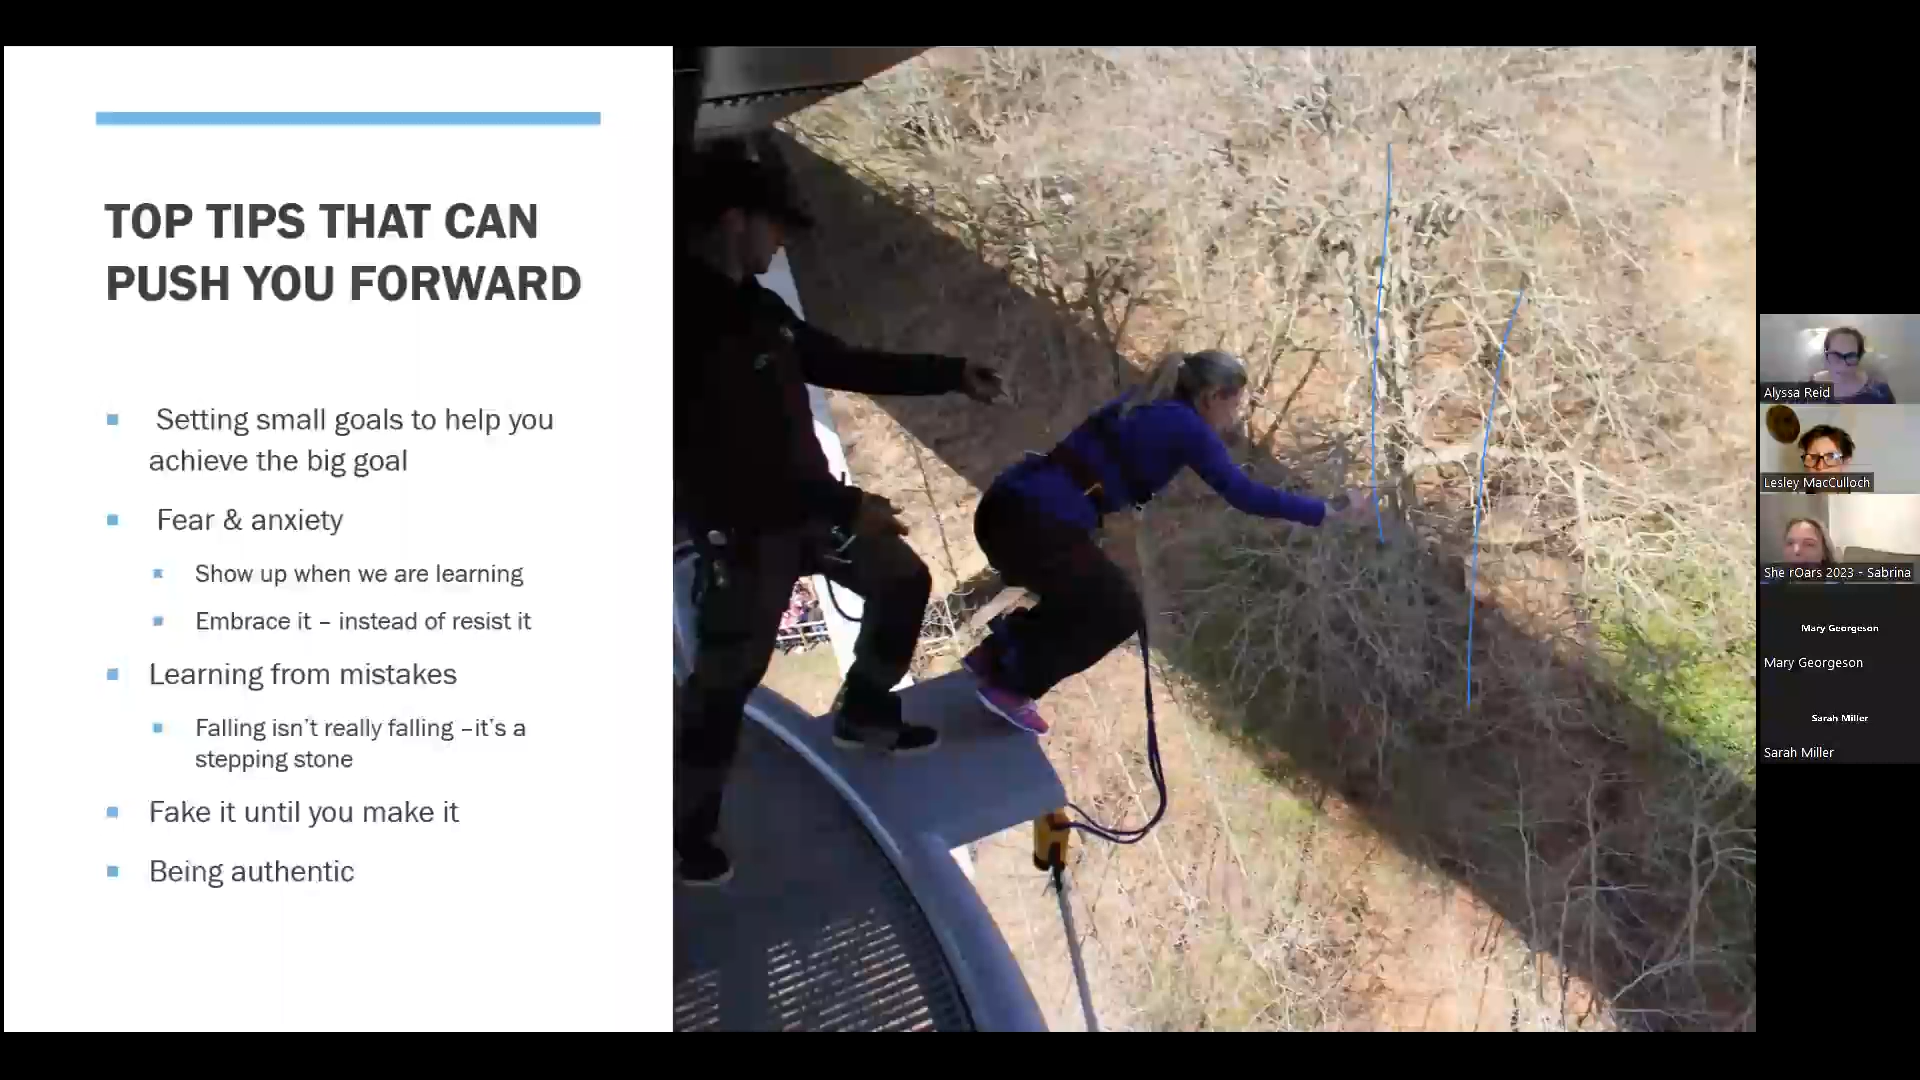 TOP TIPS THAT CAN
PUSH YOU FORWARD
Setting small goals to help you
achieve the big goal
Fear & anxiety
Show up when we are learning
Embrace it – instead of resist it
Learning from mistakes
Falling isn't really falling –it's a
stepping stone
Fake it until you make it
Being authentic
Alyssa Reid
Lesley MacCulloch
She rOars 2023 - Sabrina
Mary Georgeson
Mary Georgeson
Sarah Miller
Sarah Miller